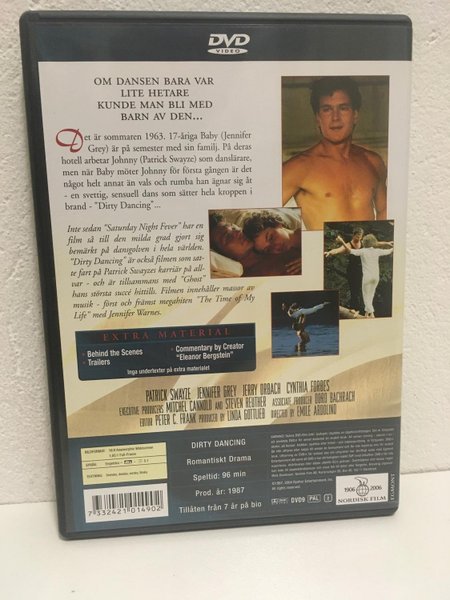 DVD
VIDEO
OM DANSEN BARA VAR
LITE HETARE
KUNDE MAN BLI MED
BARN AV DEN...
Det är sommaren 1963. 17-åriga Baby (Jennifer
Grey) är på semester med sin familj. På deras
hotell arbetar Johnny (Patrick Swayze) som danslärare,
men när Baby möter Johnny för första gången är det
något helt annat än vals och rumba han ägnar sig åt
- en svettig, sensuell dans som sätter hela kroppen i
brand - "Dirty Dancing"...
Inte sedan "Saturday Night Fever" har en
film så till den milda grad gjort sig
bemärkt på dansgolven i hela världen.
"Dirty Dancing" är också filmen som sat-
te fart på Patrick Swayzes karriär på all-
var - och är tillsammans med "Ghost"
hans största succé hittills. Filmen innehåller massor av
musik - först och främst megahiten "The Time of My
Life" med Jennifer Warnes.
EXTRA MATERIAL
• Behind the Scenes
• Trailers
• Commentary by Creator
"Eleanor Bergstein"
Inga undertexter på extra materialet
PATRICK SWAYZE JENNIFER GREY JERRY ORBACH CYNTHIA FORBES
EXECUTIVE PRODUCERS MITCHEL CANNOLD AND STEVEN REUTHER ASSOCIATE PRODUCER DORO BACHRACH
EDITOR PETER C. FRANK PRODUCED BY LINDA GOTTLIEB DIRECTED BY EMILE ARDOLINO
DIRTY DANCING
Romantiskt Drama
Speltid: 96 min
Prod. år: 1987
Tillåten från 7 år på bio
7 332421 014902
DVD9
PAL
1906 2006
NORDISK FILM
EGMONT